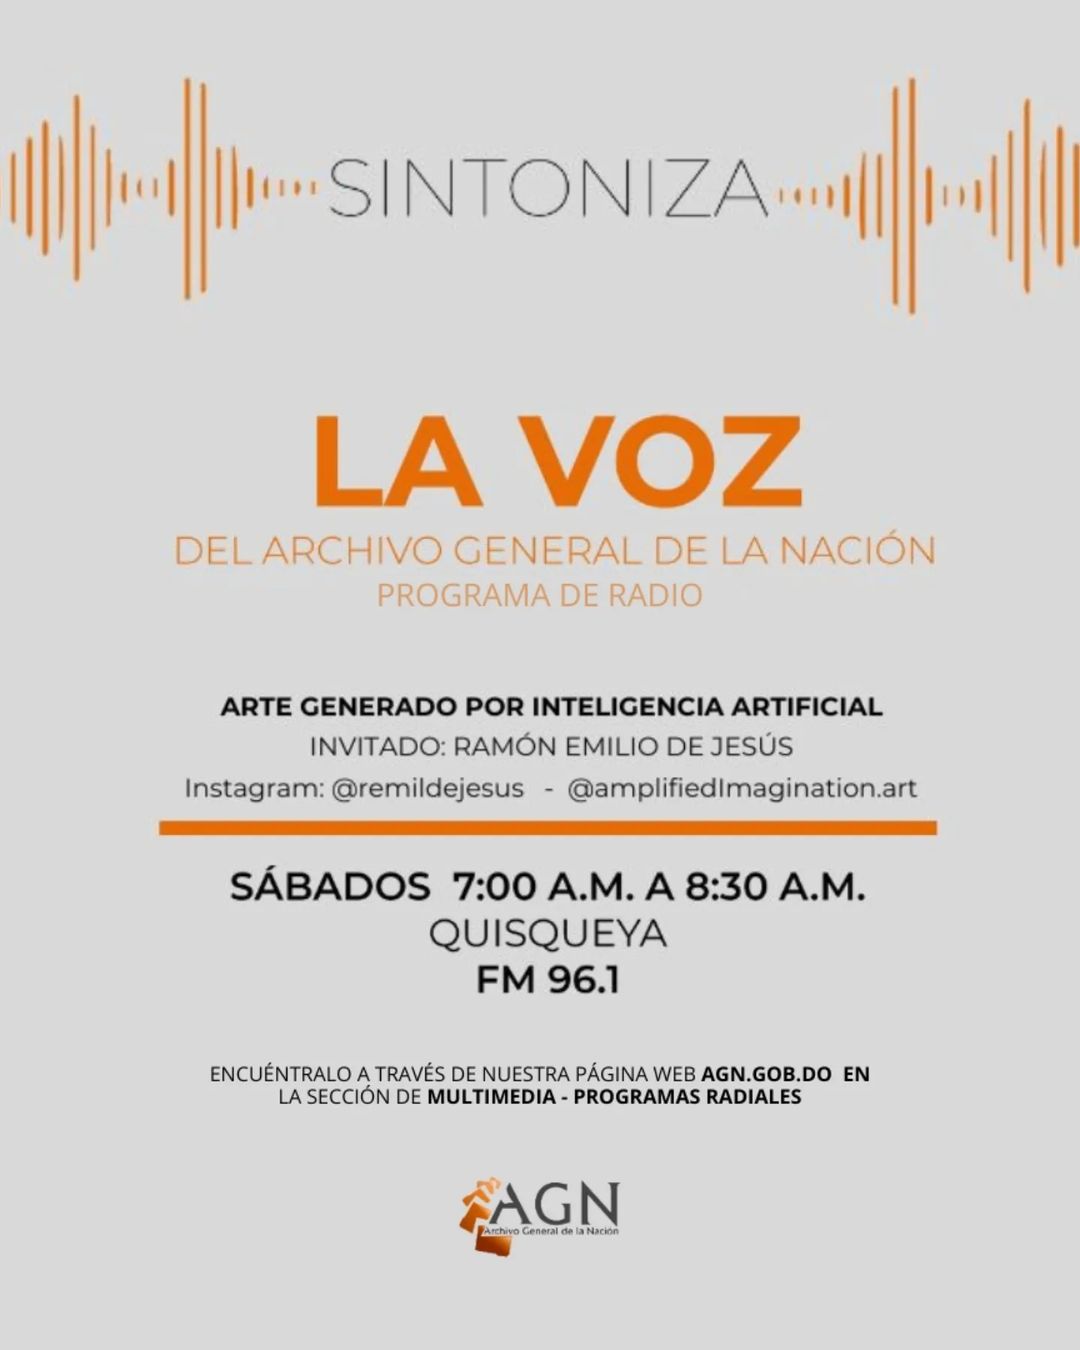 SINTONIZA
LA VOZ
DEL ARCHIVO GENERAL DE LA NACIÓN
PROGRAMA DE RADIO
ARTE GENERADO POR INTELIGENCIA ARTIFICIAL
INVITADO: RAMÓN EMILIO DE JESÚS
Instagram: @remildejesus - @amplifiedImagination.art
SÁBADOS 7:00 A.M. A 8:30 A.M.
QUISQUEYA
FM 96.1
ENCUÉNTRALO A TRAVÉS DE NUESTRA PÁGINA WEB AGN.GOB.DO EN
LA SECCIÓN DE MULTIMEDIA - PROGRAMAS RADIALES
AGN
Archivo General de la Nación